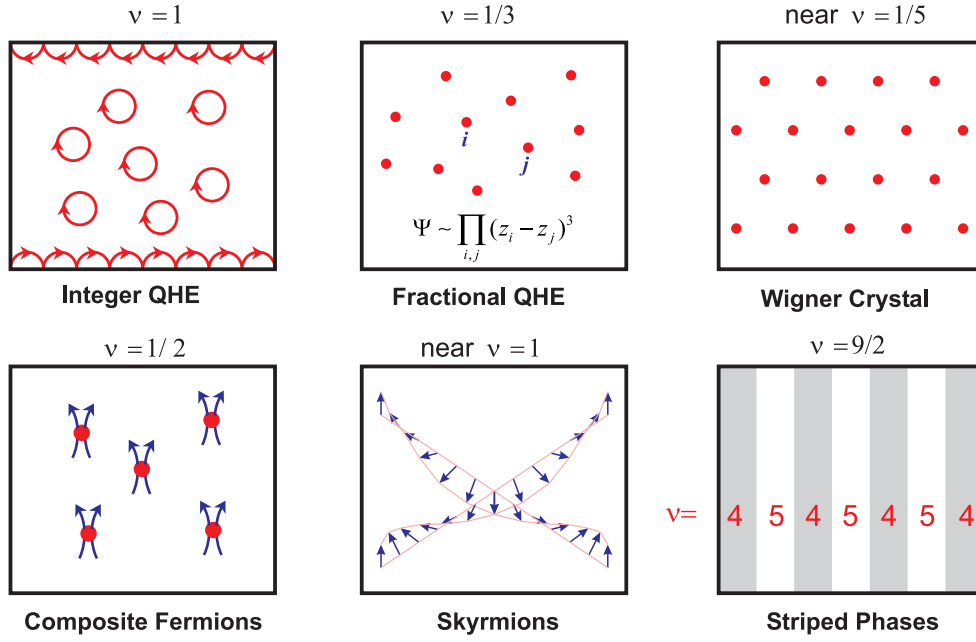 ν = 1
ν = 1/3
near ν = 1/5
i
j
Ψ ~ ∏ (z_i − z_j)^3
i,j
Integer QHE
Fractional QHE
Wigner Crystal
ν = 1/ 2
near ν = 1
ν = 9/2
ν= 4 5 4 5 4 5 4
Composite Fermions
Skyrmions
Striped Phases